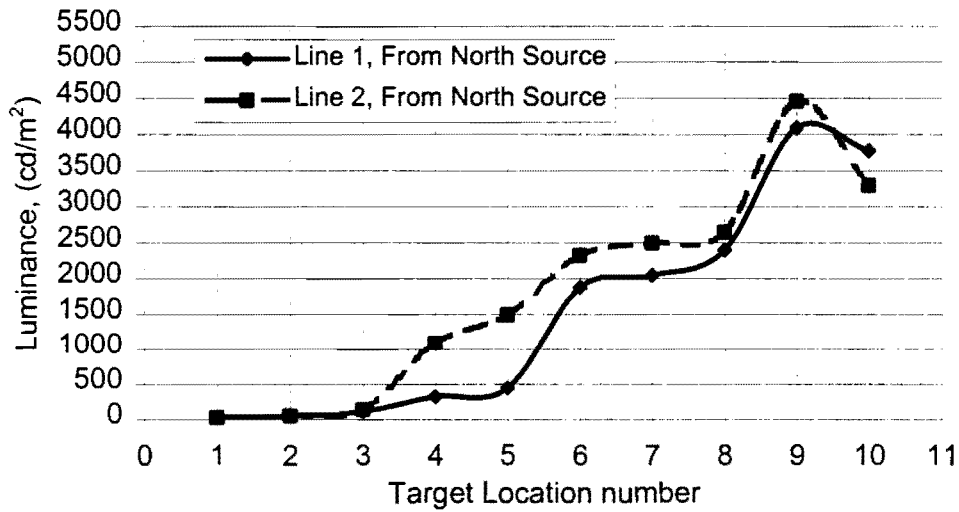 5500
5000
4500
4000
3500
3000
2500
2000
1500
1000
500
0
Luminance, (cd/m²)
Line 1, From North Source
Line 2, From North Source
0 1 2 3 4 5 6 7 8 9 10 11
Target Location number